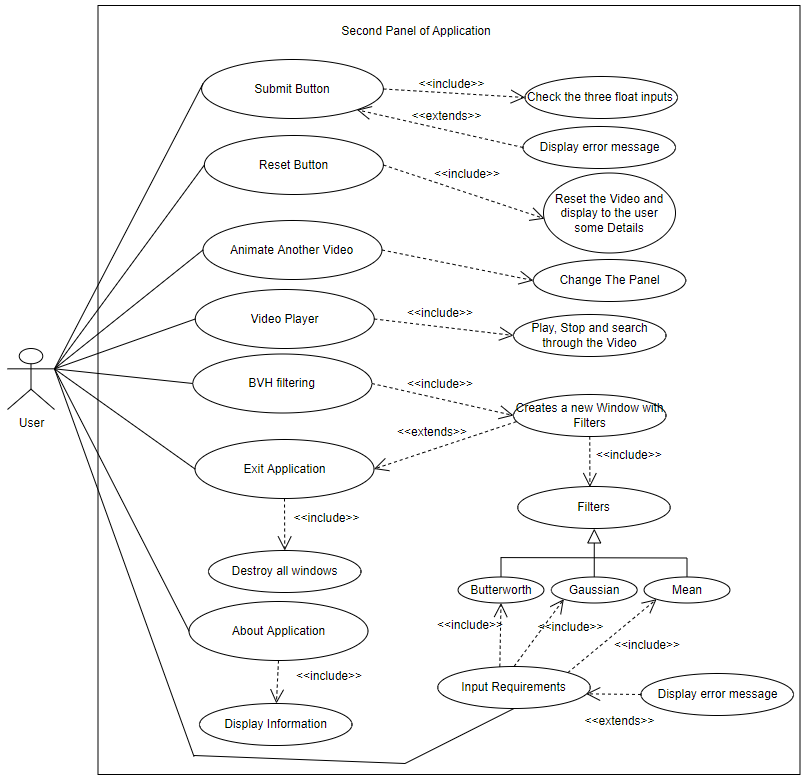 Second Panel of Application
Submit Button
<<include>>
Check the three float inputs
<<extends>>
Display error message
Reset Button
<<include>>
Reset the Video and
display to the user
some Details
Animate Another Video
Change The Panel
Video Player
<<include>>
Play, Stop and search
through the Video
BVH filtering
<<include>>
Creates a new Window with
Filters
<<extends>>
User
Exit Application
<<include>>
Filters
<<include>>
Destroy all windows
Butterworth
Gaussian
Mean
About Application
<<include>>
<<include>>
<<include>>
<<include>>
Input Requirements
Display error message
<<extends>>
Display Information